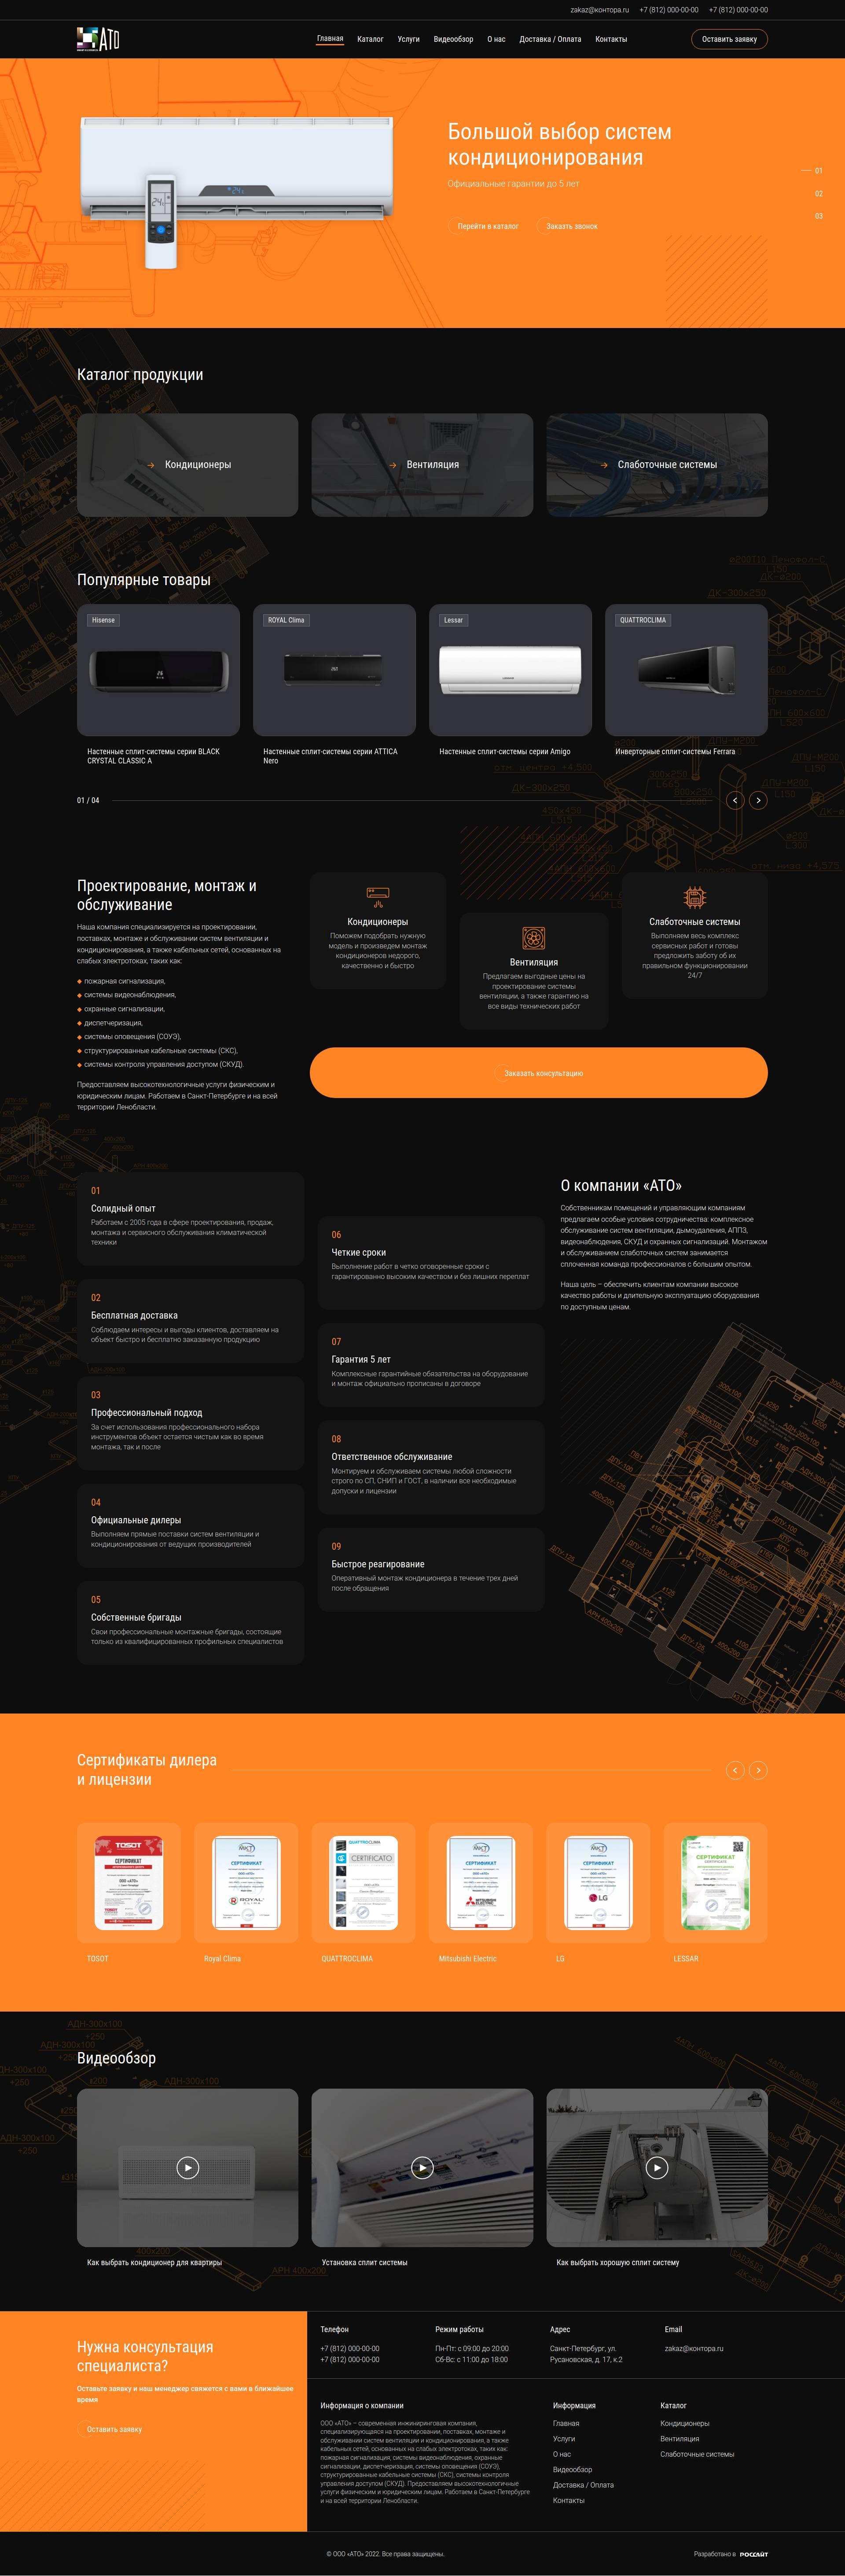 zakaz@контора.ru +7 (812) 000-00-00 +7 (812) 000-00-00
АТО
Главная Каталог Услуги Видеообзор О нас Доставка / Оплата Контакты
Оставить заявку
Большой выбор систем
кондиционирования
Официальные гарантии до 5 лет
Перейти в каталог Заказть звонок
01
02
03
Каталог продукции
Кондиционеры
Вентиляция
Слаботочные системы
Популярные товары
Hisense
ROYAL Clima
Lessar
QUATTROCLIMA
Настенные сплит-системы серии BLACK
CRYSTAL CLASSIC A
Настенные сплит-системы серии ATTICA
Nero
Настенные сплит-системы серии Amigo
Инверторные сплит-системы Ferrara
01 / 04
Проектирование, монтаж и
обслуживание
Наша компания специализируется на проектировании,
поставках, монтаже и обслуживании систем вентиляции и
кондиционирования, а также кабельных сетей, основанных на
слабых электротоках, таких как:
пожарная сигнализация,
системы видеонаблюдения,
охранные сигнализации,
диспетчеризация,
системы оповещения (СОУЭ),
структурированные кабельные системы (СКС),
системы контроля управления доступом (СКУД).
Предоставляем высокотехнологичные услуги физическим и
юридическим лицам. Работаем в Санкт-Петербурге и на всей
территории Ленобласти.
Кондиционеры
Поможем подобрать нужную
модель и произведем монтаж
кондиционеров недорого,
качественно и быстро
Вентиляция
Предлагаем выгодные цены на
проектирование системы
вентиляции, а также гарантию на
все виды технических работ
Слаботочные системы
Выполняем весь комплекс
сервисных работ и готовы
предложить заботу об их
правильном функционировании
24/7
Заказать консультацию
01
Солидный опыт
Работаем с 2005 года в сфере проектирования, продаж,
монтажа и сервисного обслуживания климатической
техники
02
Бесплатная доставка
Соблюдаем интересы и выгоды клиентов, доставляем на
объект быстро и бесплатно заказанную продукцию
03
Профессиональный подход
За счет использования профессионального набора
инструментов объект остается чистым как во время
монтажа, так и после
04
Официальные дилеры
Выполняем прямые поставки систем вентиляции и
кондиционирования от ведущих производителей
05
Собственные бригады
Свои профессиональные монтажные бригады, состоящие
только из квалифицированных профильных специалистов
06
Четкие сроки
Выполнение работ в четко оговоренные сроки с
гарантированно высоким качеством и без лишних переплат
07
Гарантия 5 лет
Комплексные гарантийные обязательства на оборудование
и монтаж официально прописаны в договоре
08
Ответственное обслуживание
Монтируем и обслуживаем системы любой сложности
строго по СП, СНИП и ГОСТ, в наличии все необходимые
допуски и лицензии
09
Быстрое реагирование
Оперативный монтаж кондиционера в течение трех дней
после обращения
О компании «АТО»
Собственникам помещений и управляющим компаниям
предлагаем особые условия сотрудничества: комплексное
обслуживание систем вентиляции, дымоудаления, АППЗ,
видеонаблюдения, СКУД и охранных сигнализаций. Монтажом
и обслуживанием слаботочных систем занимается
сплоченная команда профессионалов с большим опытом.
Наша цель – обеспечить клиентам компании высокое
качество работы и длительную эксплуатацию оборудования
по доступным ценам.
Сертификаты дилера
и лицензии
TOSOT
Royal Clima
QUATTROCLIMA
Mitsubishi Electric
LG
LESSAR
Видеообзор
Как выбрать кондиционер для квартиры
Установка сплит системы
Как выбрать хорошую сплит систему
Нужна консультация
специалиста?
Оставьте заявку и наш менеджер свяжется с вами в ближайшее
время
Оставить заявку
Телефон
+7 (812) 000-00-00
+7 (812) 000-00-00
Режим работы
Пн-Пт: с 09:00 до 20:00
Сб-Вс: с 11:00 до 18:00
Адрес
Санкт-Петербург, ул.
Русановская, д. 17, к.2
Email
zakaz@контора.ru
Информация о компании
ООО «АТО» – современная инжиниринговая компания,
специализирующаяся на проектировании, поставках, монтаже и
обслуживании систем вентиляции и кондиционирования, а также
кабельных сетей, основанных на слабых электротоках, таких как:
пожарная сигнализация, системы видеонаблюдения, охранные
сигнализации, диспетчеризация, системы оповещения (СОУЭ),
структурированные кабельные системы (СКС), системы контроля
управления доступом (СКУД). Предоставляем высокотехнологичные
услуги физическим и юридическим лицам. Работаем в Санкт-Петербурге
и на всей территории Ленобласти.
Информация
Главная
Услуги
О нас
Видеообзор
Доставка / Оплата
Контакты
Каталог
Кондиционеры
Вентиляция
Слаботочные системы
© ООО «АТО» 2022. Все права защищены.
Разработано в РОССАЙТ